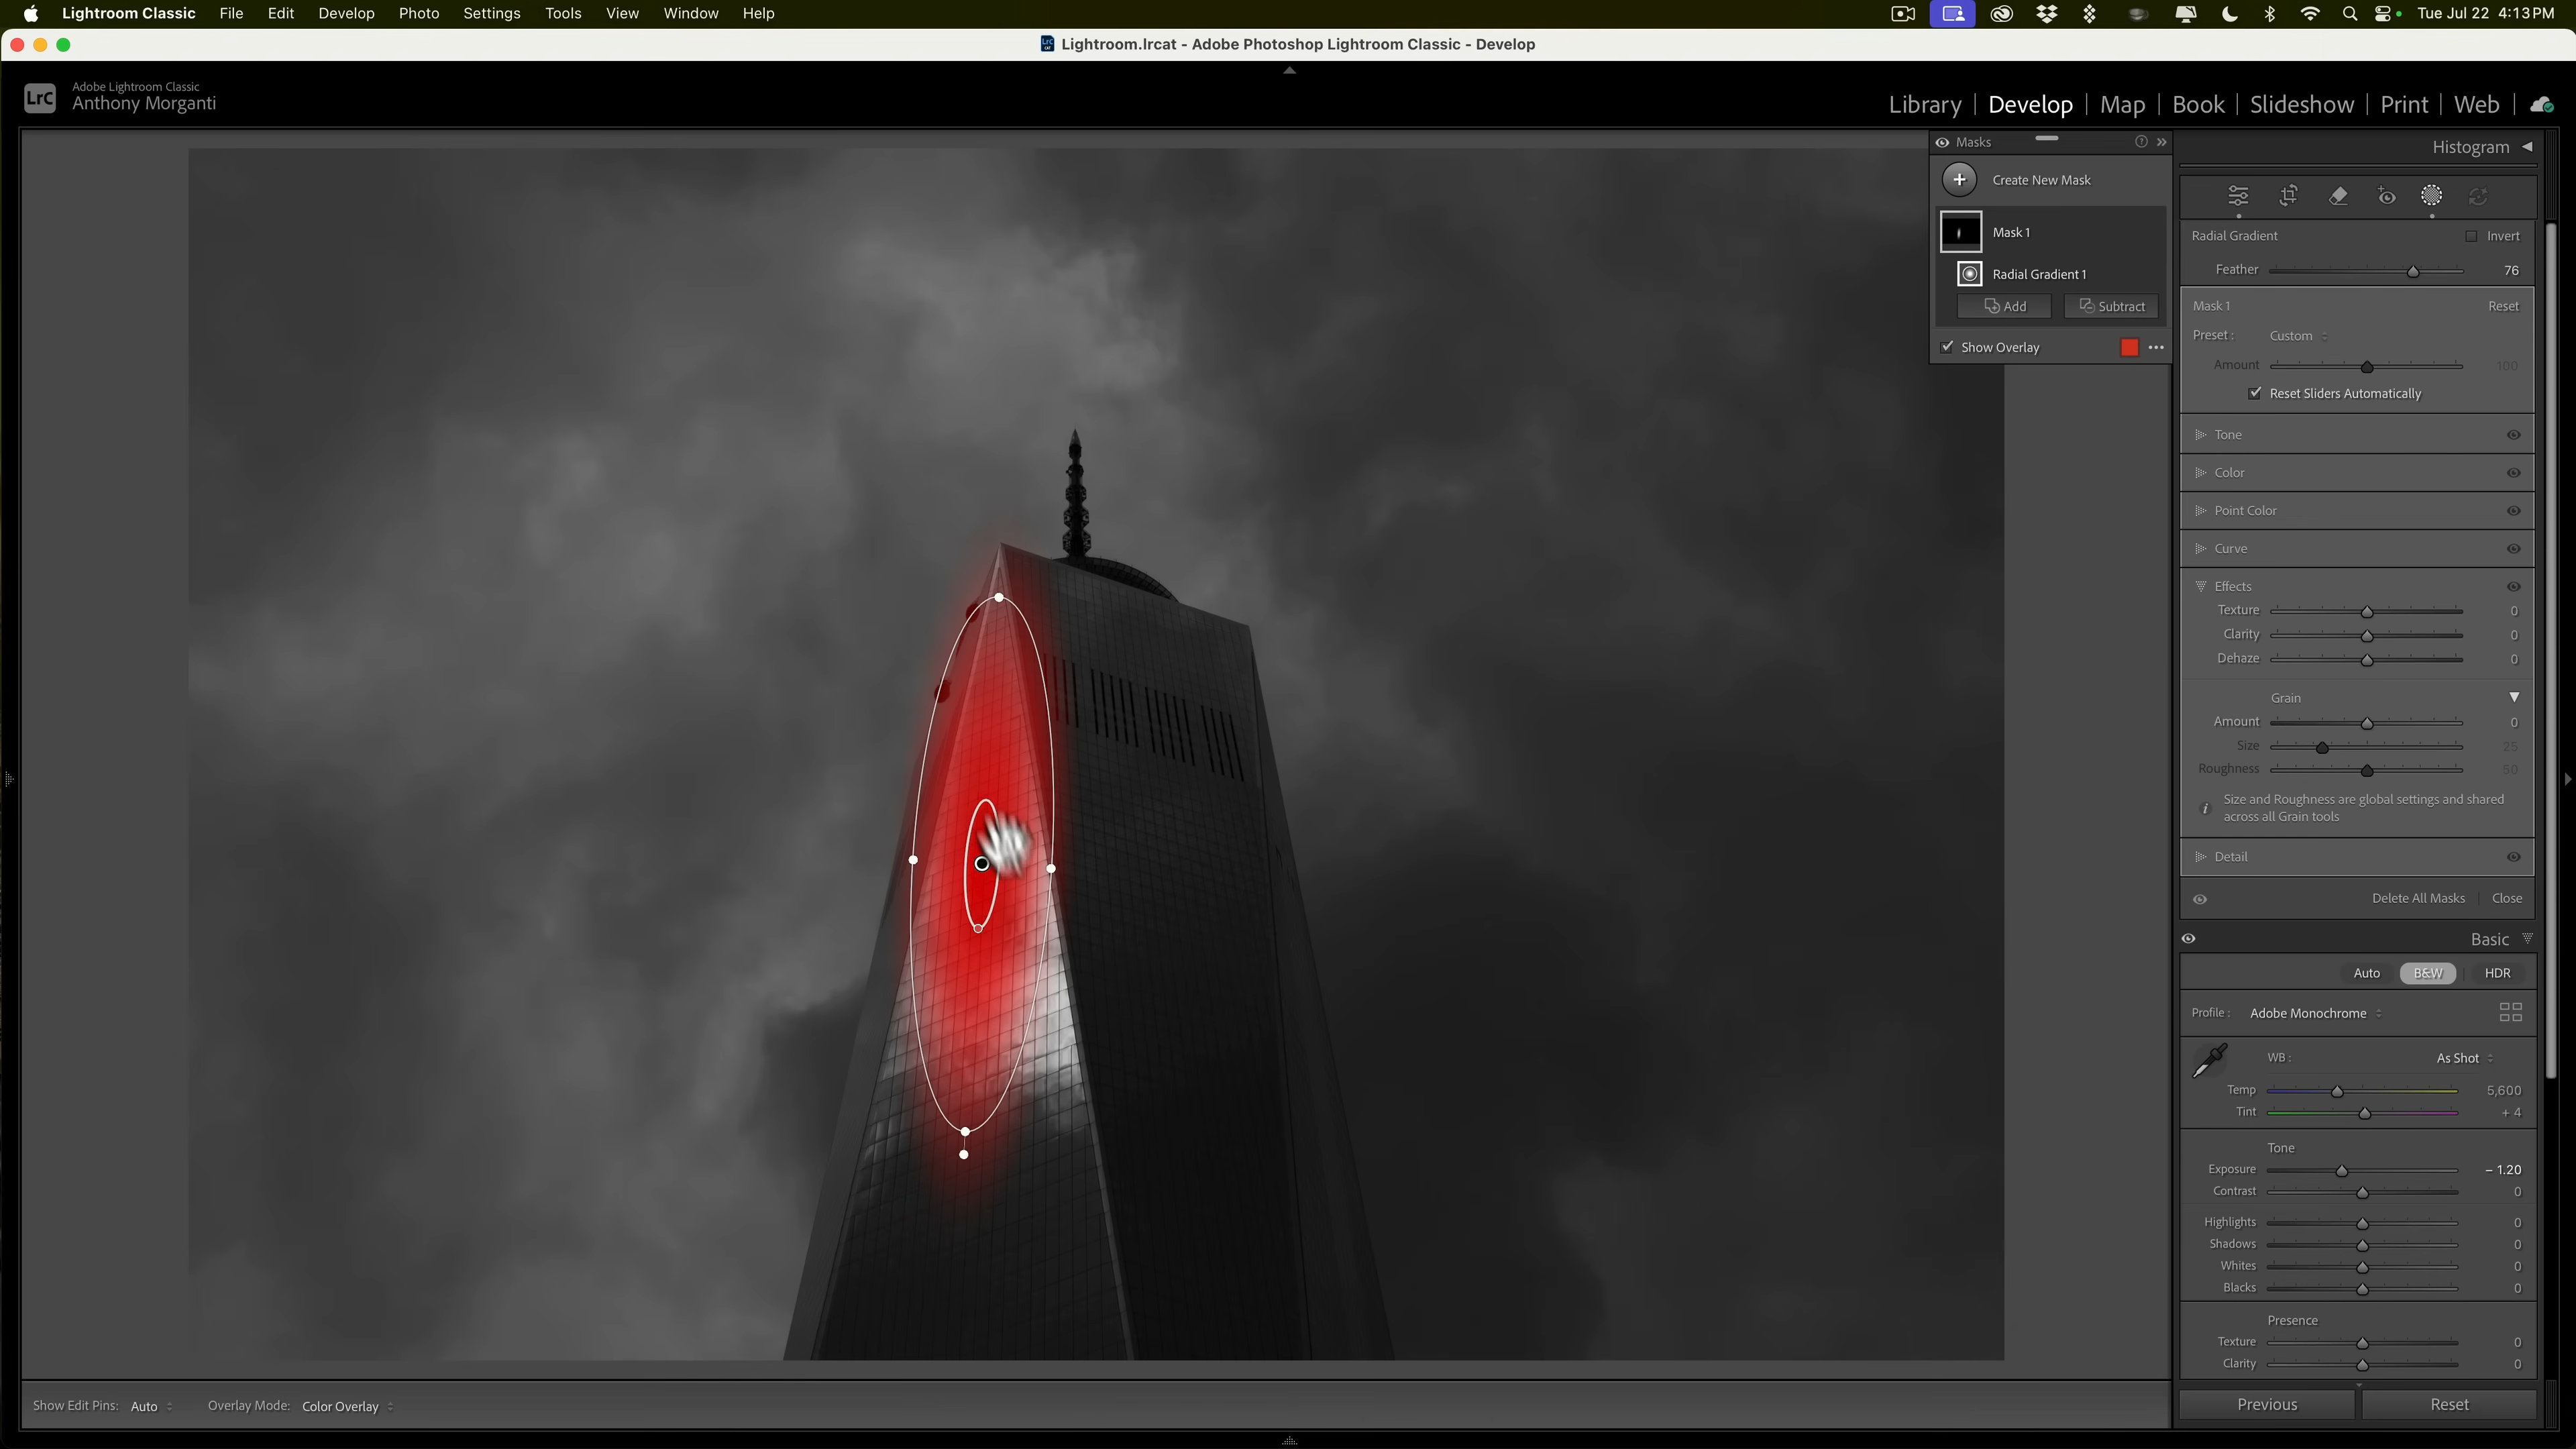 Lightroom Classic File Edit Develop Photo Settings Tools View Window Help Tue Jul 22 4:13 PM
Lightroom.lrcat - Adobe Photoshop Lightroom Classic - Develop
LrC Adobe Lightroom Classic
Anthony Morganti
Library | Develop | Map | Book | Slideshow | Print | Web |
Masks
Create New Mask
Mask 1
Radial Gradient 1
Add Subtract
Show Overlay
Histogram
Radial Gradient Invert
Feather 76
Mask 1 Reset
Preset : Custom
Amount 100
Reset Sliders Automatically
Tone
Color
Point Color
Curve
Effects
Texture 0
Clarity 0
Dehaze 0
Grain
Amount 0
Size 25
Roughness 50
Size and Roughness are global settings and shared
across all Grain tools
Detail
Delete All Masks Close
Basic
Auto B&W HDR
Profile : Adobe Monochrome
WB : As Shot
Temp 5,600
Tint + 4
Tone
Exposure – 1.20
Contrast 0
Highlights 0
Shadows 0
Whites 0
Blacks 0
Presence
Texture 0
Clarity 0
Show Edit Pins: Auto Overlay Mode: Color Overlay
Previous Reset